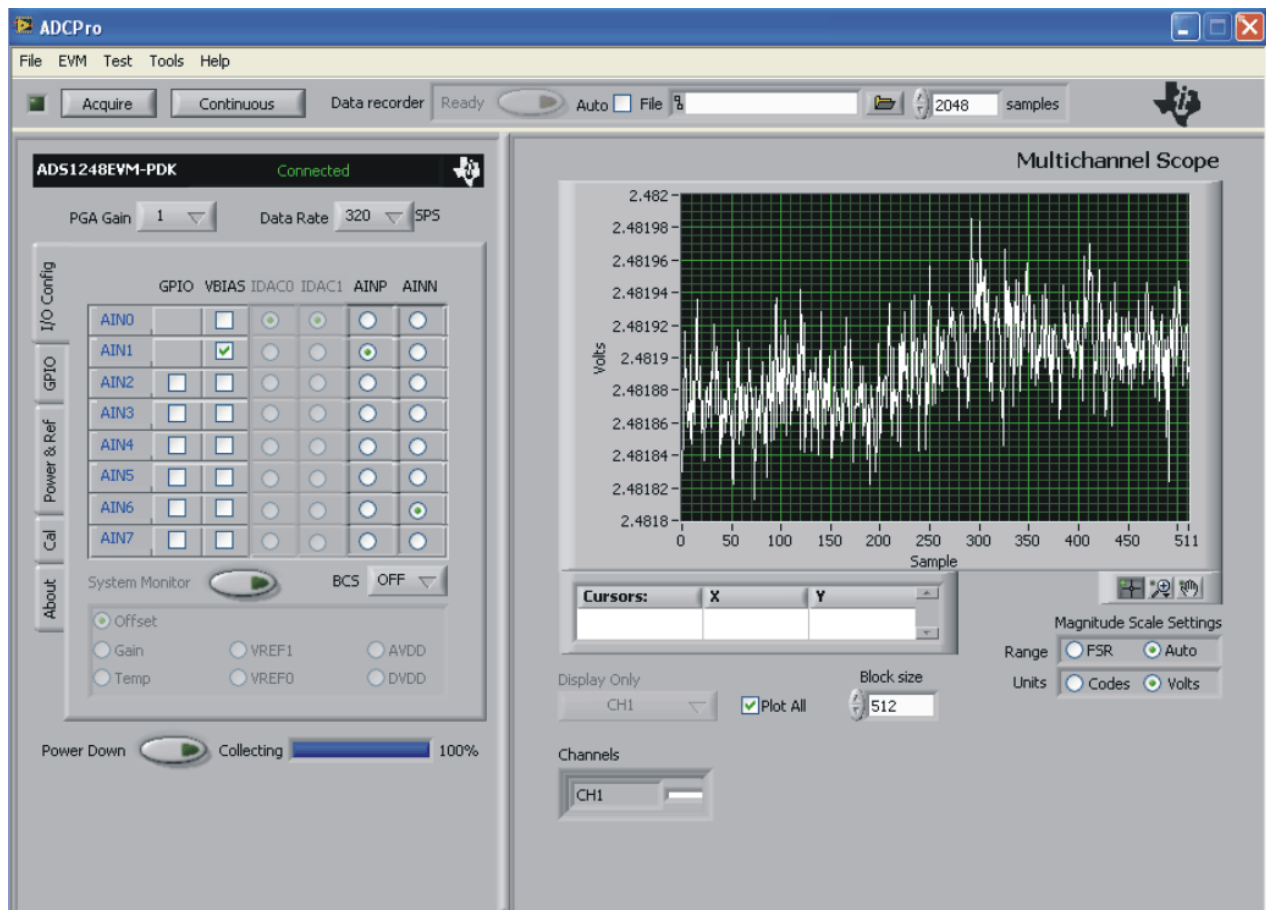 ADCPro
File EVM Test Tools Help
Acquire Continuous Data recorder Ready Auto File 2048 samples
ADS1248EVM-PDK Connected
PGA Gain 1 Data Rate 320 SPS
I/O Config
GPIO
Power & Ref
Cal
About
GPIO VBIAS IDAC0 IDAC1 AINP AINN
AIN0
AIN1
AIN2
AIN3
AIN4
AIN5
AIN6
AIN7
System Monitor BCS OFF
Offset
Gain VREF1 AVDD
Temp VREF0 DVDD
Power Down Collecting 100%
Multichannel Scope
2.482
2.48198
2.48196
2.48194
2.48192
2.4819
2.48188
2.48186
2.48184
2.48182
2.4818
Volts
0 50 100 150 200 250 300 350 400 450 511
Sample
Cursors: X Y
Magnitude Scale Settings
Range FSR Auto
Units Codes Volts
Display Only
CH1
Plot All
Block size
512
Channels
CH1